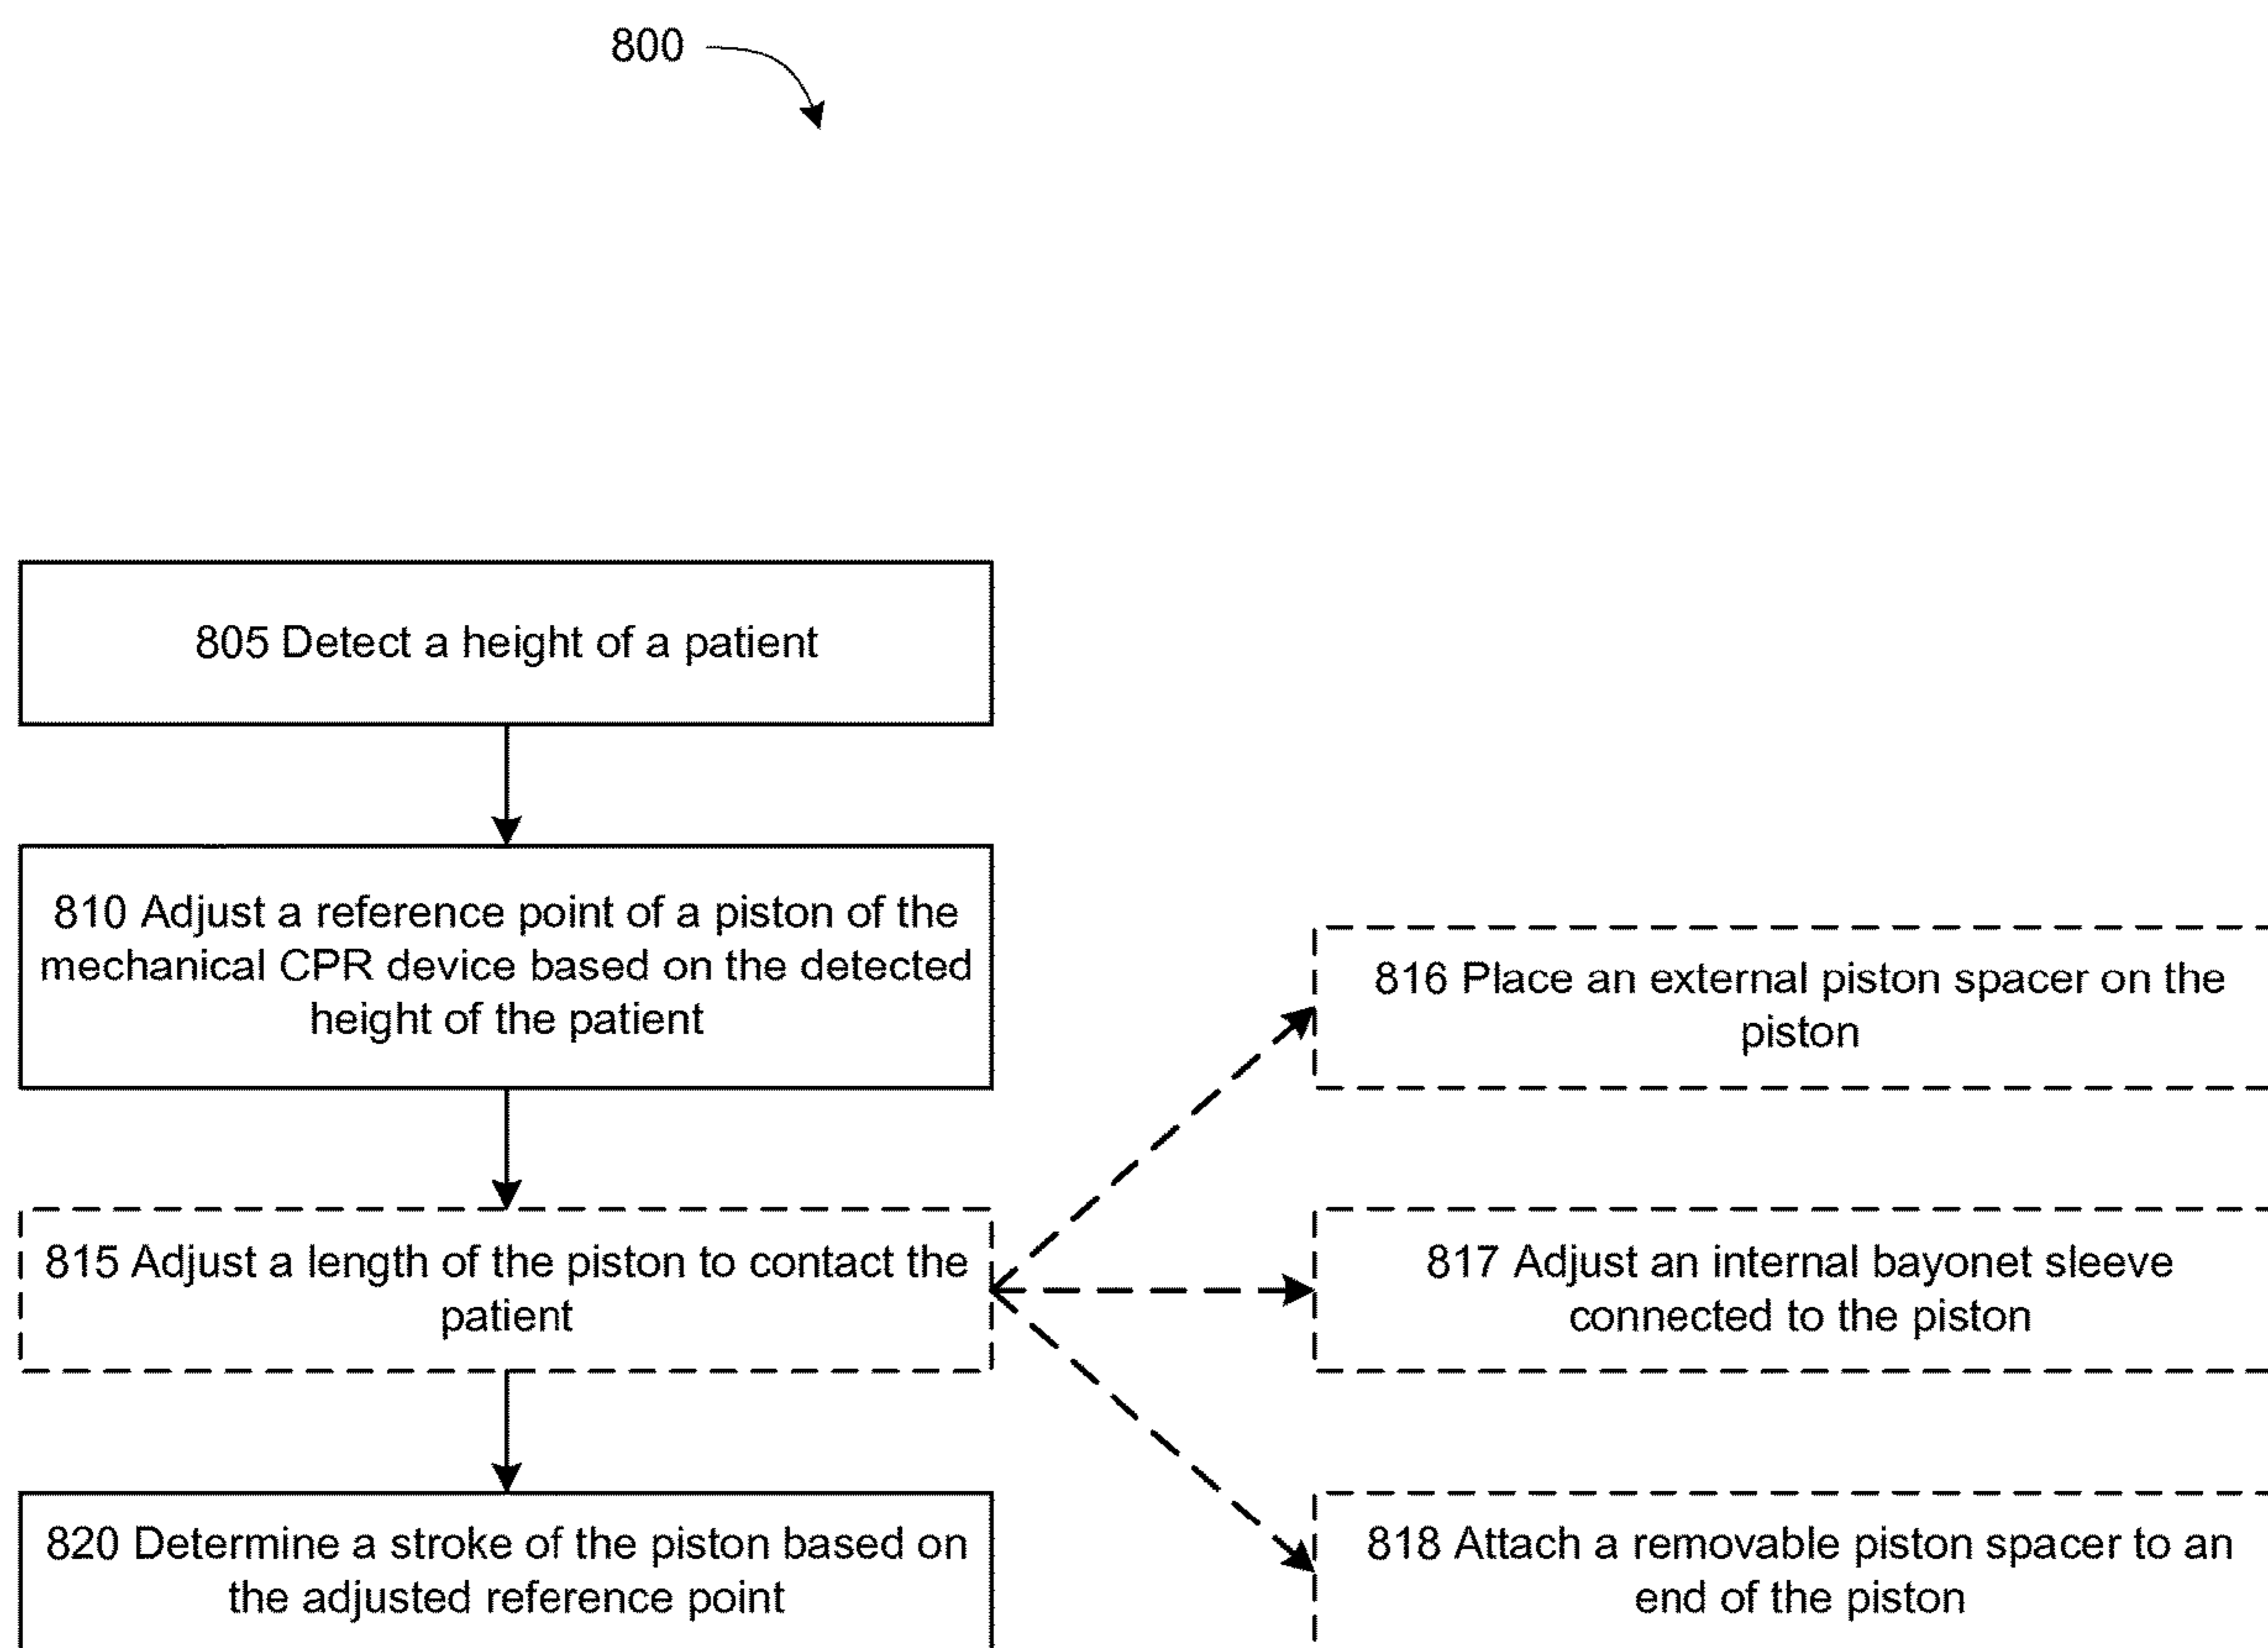 800
805 Detect a height of a patient
810 Adjust a reference point of a piston of the
mechanical CPR device based on the detected
height of the patient
815 Adjust a length of the piston to contact the
patient
816 Place an external piston spacer on the
piston
817 Adjust an internal bayonet sleeve
connected to the piston
818 Attach a removable piston spacer to an
end of the piston
820 Determine a stroke of the piston based on
the adjusted reference point